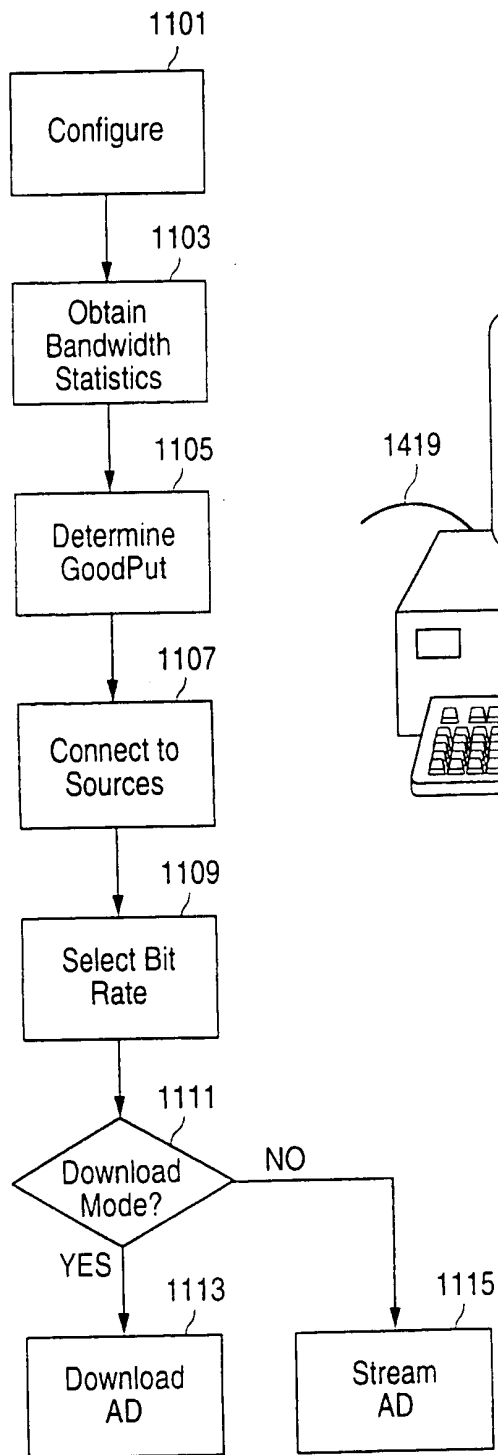 1101
Configure
1103
Obtain
Bandwidth
Statistics
1105
Determine
GoodPut
1419
1107
Connect to
Sources
1109
Select Bit
Rate
1111
Download
Mode?
NO
YES
1113
Download
AD
1115
Stream
AD